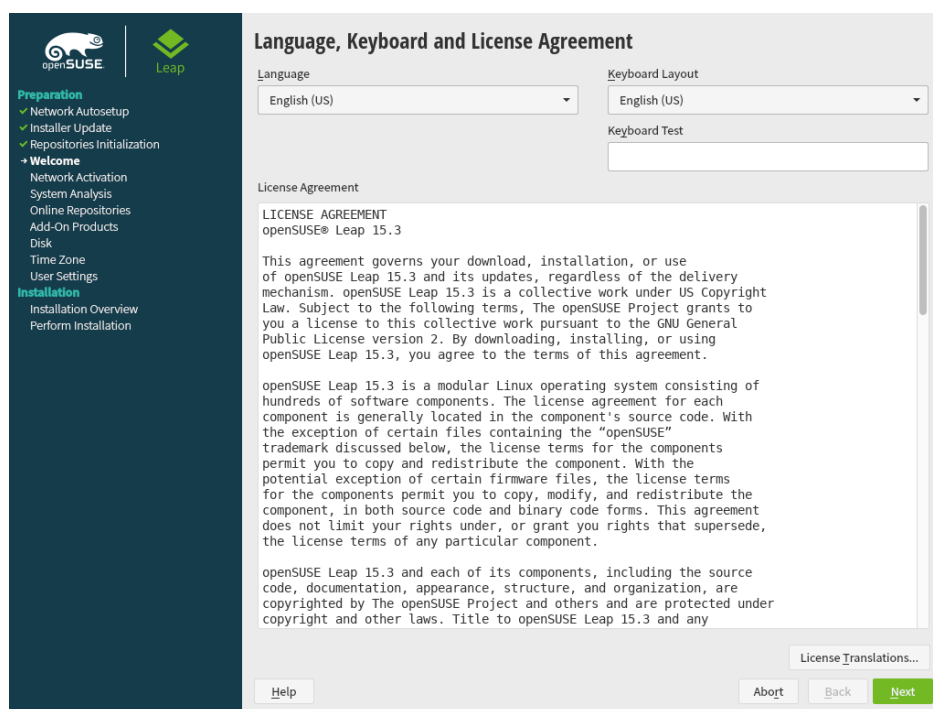 openSUSE
Leap
Preparation
Network Autosetup
Installer Update
Repositories Initialization
Welcome
Network Activation
System Analysis
Online Repositories
Add-On Products
Disk
Time Zone
User Settings
Installation
Installation Overview
Perform Installation
Language, Keyboard and License Agreement
Language
Keyboard Layout
English (US)
English (US)
Keyboard Test
License Agreement
LICENSE AGREEMENT
openSUSE® Leap 15.3
This agreement governs your download, installation, or use
of openSUSE Leap 15.3 and its updates, regardless of the delivery
mechanism. openSUSE Leap 15.3 is a collective work under US Copyright
Law. Subject to the following terms, The openSUSE Project grants to
you a license to this collective work pursuant to the GNU General
Public License version 2. By downloading, installing, or using
openSUSE Leap 15.3, you agree to the terms of this agreement.
openSUSE Leap 15.3 is a modular Linux operating system consisting of
hundreds of software components. The license agreement for each
component is generally located in the component's source code. With
the exception of certain files containing the “openSUSE”
trademark discussed below, the license terms for the components
permit you to copy and redistribute the component. With the
potential exception of certain firmware files, the license terms
for the components permit you to copy, modify, and redistribute the
component, in both source code and binary code forms. This agreement
does not limit your rights under, or grant you rights that supersede,
the license terms of any particular component.
openSUSE Leap 15.3 and each of its components, including the source
code, documentation, appearance, structure, and organization, are
copyrighted by The openSUSE Project and others and are protected under
copyright and other laws. Title to openSUSE Leap 15.3 and any
License Translations...
Help
Abort
Back
Next